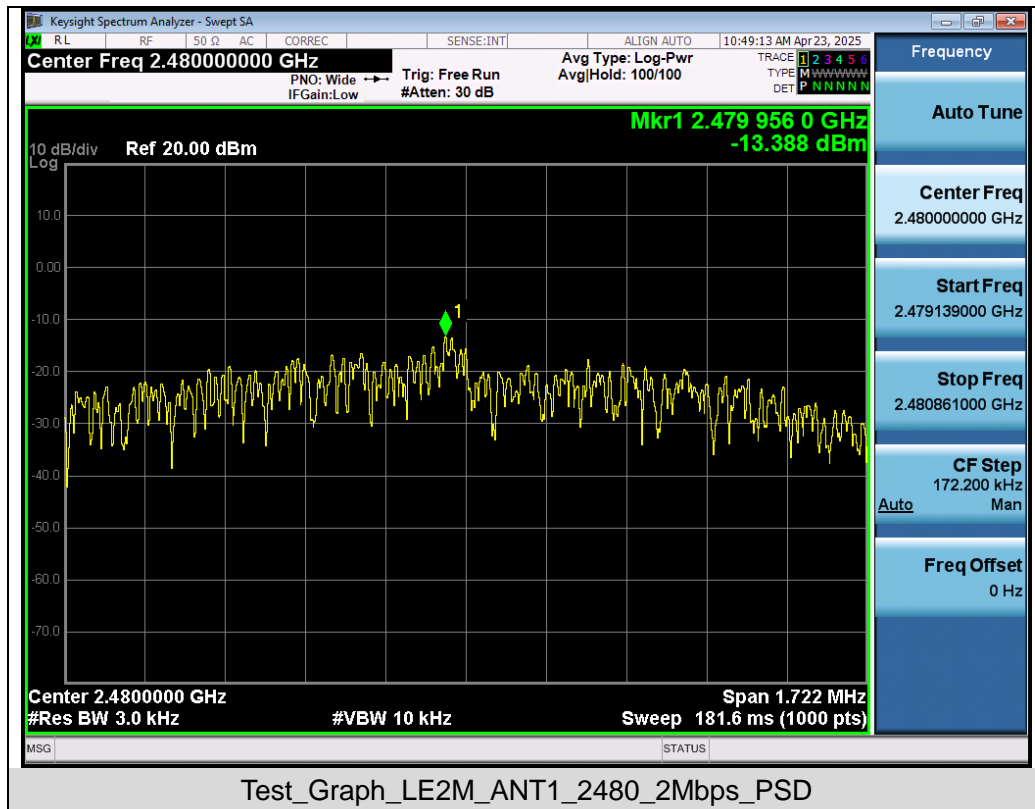 Keysight Spectrum Analyzer - Swept SA
LXI RL RF 50 Ω AC CORREC SENSE:INT ALIGN AUTO 10:49:13 AM Apr 23, 2025
Center Freq 2.480000000 GHz
Avg Type: Log-Pwr
TRACE 1 2 3 4 5 6
PNO: Wide
Trig: Free Run
Avg|Hold: 100/100
TYPE M WWWWW
IFGain:Low
#Atten: 30 dB
DET P N N N N N
Mkr1 2.479 956 0 GHz
-13.388 dBm
10 dB/div Ref 20.00 dBm
Log
10.0
0.00
-10.0
-20.0
-30.0
-40.0
-50.0
-60.0
-70.0
1
Center 2.4800000 GHz
Span 1.722 MHz
#Res BW 3.0 kHz
#VBW 10 kHz
Sweep 181.6 ms (1000 pts)
MSG
STATUS
Frequency
Auto Tune
Center Freq
2.480000000 GHz
Start Freq
2.479139000 GHz
Stop Freq
2.480861000 GHz
CF Step
172.200 kHz
Auto Man
Freq Offset
0 Hz
Test_Graph_LE2M_ANT1_2480_2Mbps_PSD